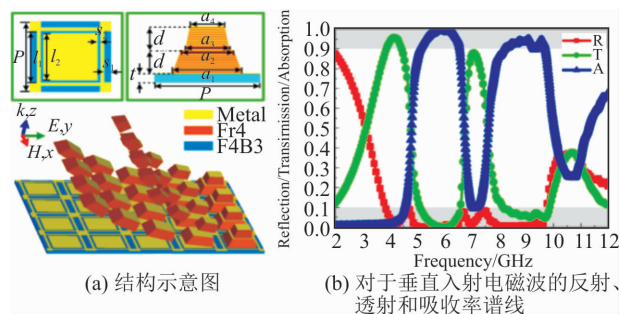 P
l₁
l₂
s₂
s₁
a₄
d
a₃
d
a₂
t
a₁
P
k,z
E,y
H,x
Metal
Fr4
F4B3
(a) 结构示意图
Reflection/Transimission/Absorption
1.0
0.9
0.8
0.7
0.6
0.5
0.4
0.3
0.2
0.1
0.0
R
T
A
2 3 4 5 6 7 8 9 10 11 12
Frequency/GHz
(b) 对于垂直入射电磁波的反射、
透射和吸收率谱线